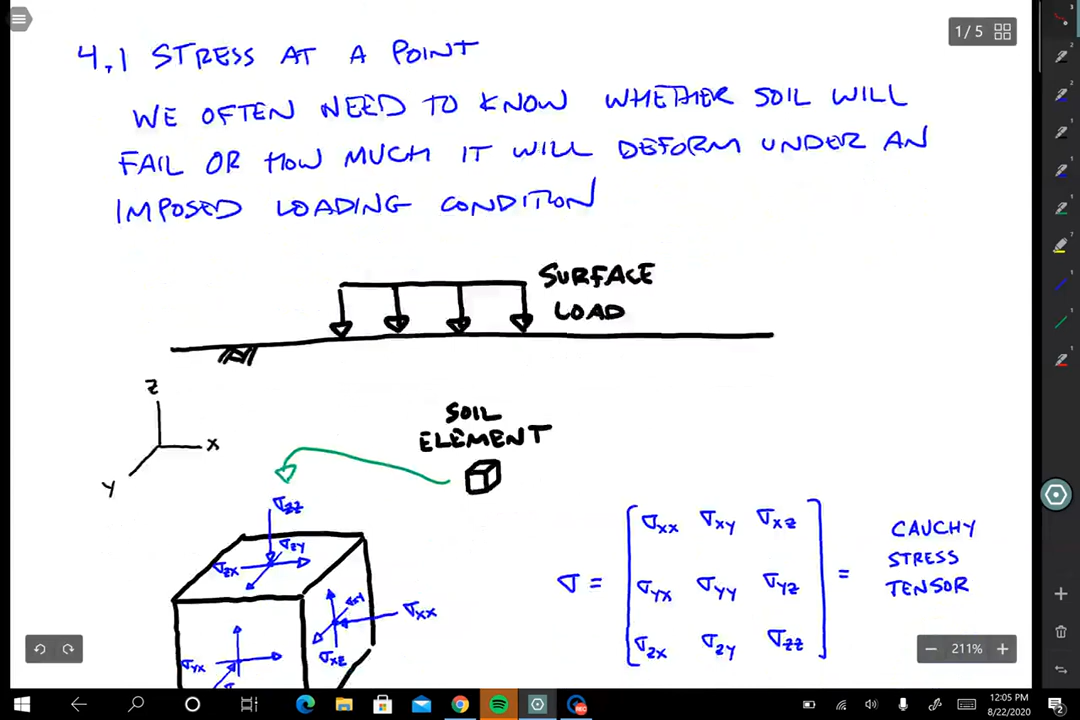 1 / 5
4.1 STRESS AT A POINT
WE OFTEN NEED TO KNOW WHETHER SOIL WILL
FAIL OR HOW MUCH IT WILL DEFORM UNDER AN
IMPOSED LOADING CONDITION
SURFACE
LOAD
Z
X
Y
SOIL
ELEMENT
σzz
σzy
σzx
σxx
σxz
σyx
σ = [σxx σxy σxz
σyx σyy σyz
σzx σzy σzz] =
CAUCHY
STRESS
TENSOR
211%
12:05 PM
8/22/2020